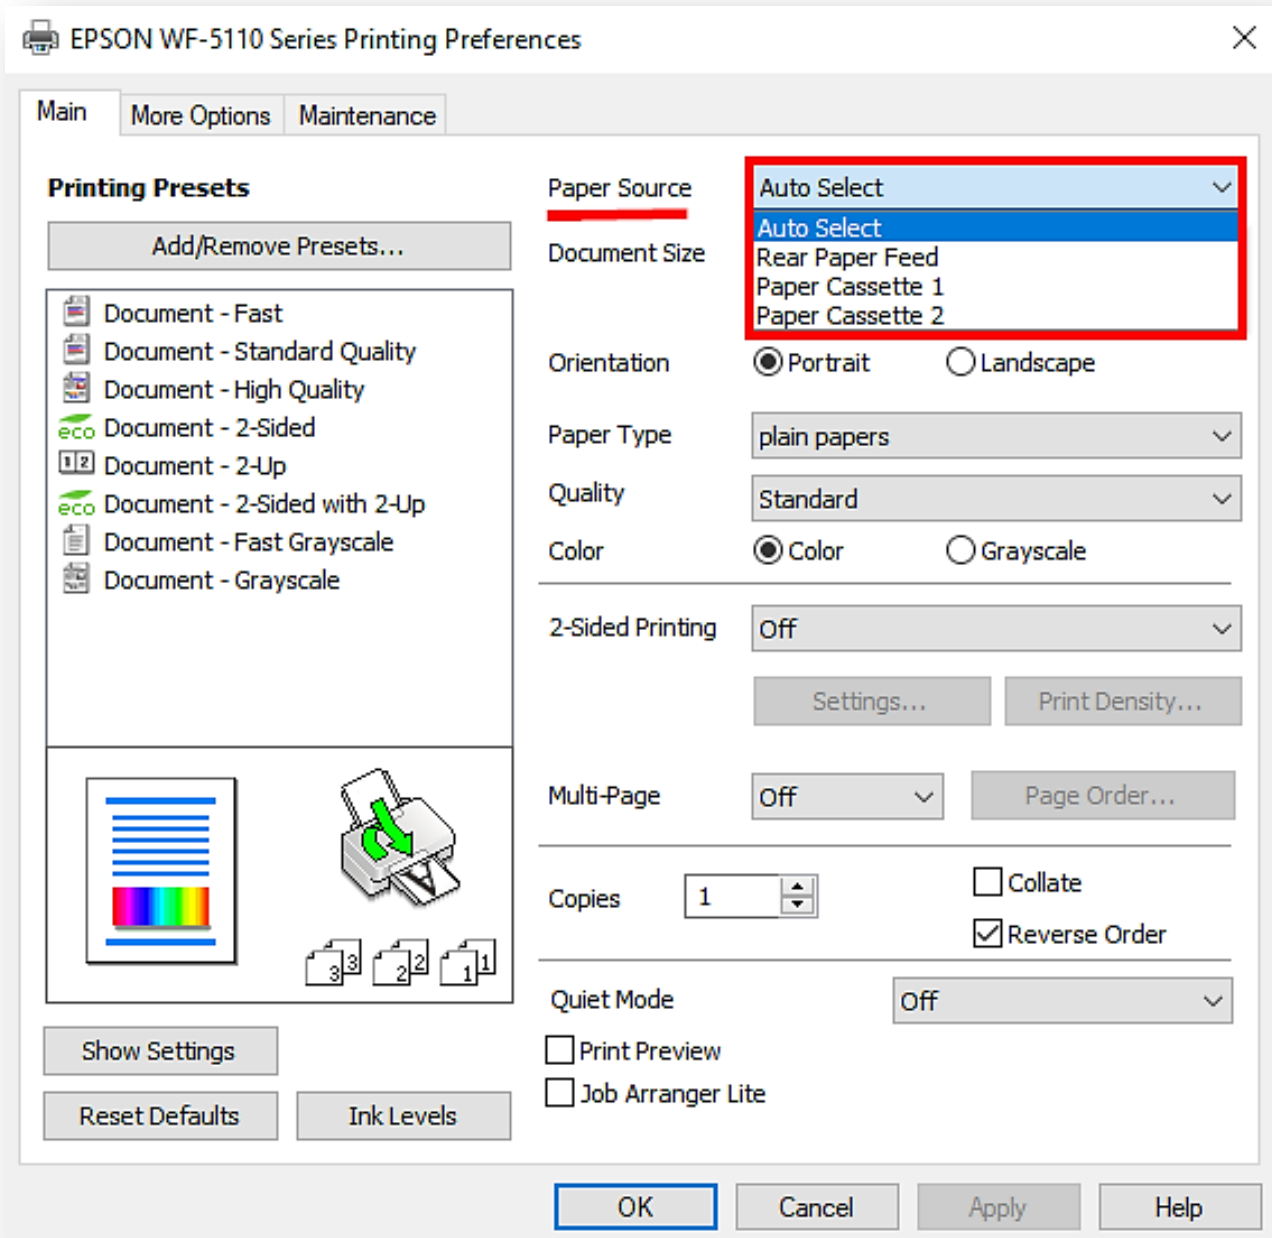 EPSON WF-5110 Series Printing Preferences
Main
More Options
Maintenance
Printing Presets
Add/Remove Presets...
Document - Fast
Document - Standard Quality
Document - High Quality
eco Document - 2-Sided
1 2 Document - 2-Up
eco Document - 2-Sided with 2-Up
Document - Fast Grayscale
Document - Grayscale
A
3 3 2 2 1 1
Show Settings
Reset Defaults
Ink Levels
Paper Source
Auto Select
Auto Select
Rear Paper Feed
Paper Cassette 1
Paper Cassette 2
Document Size
Orientation
Portrait
Landscape
Paper Type
plain papers
Quality
Standard
Color
Color
Grayscale
2-Sided Printing
Off
Settings...
Print Density...
Multi-Page
Off
Page Order...
Copies
1
Collate
Reverse Order
Quiet Mode
Off
Print Preview
Job Arranger Lite
OK
Cancel
Apply
Help